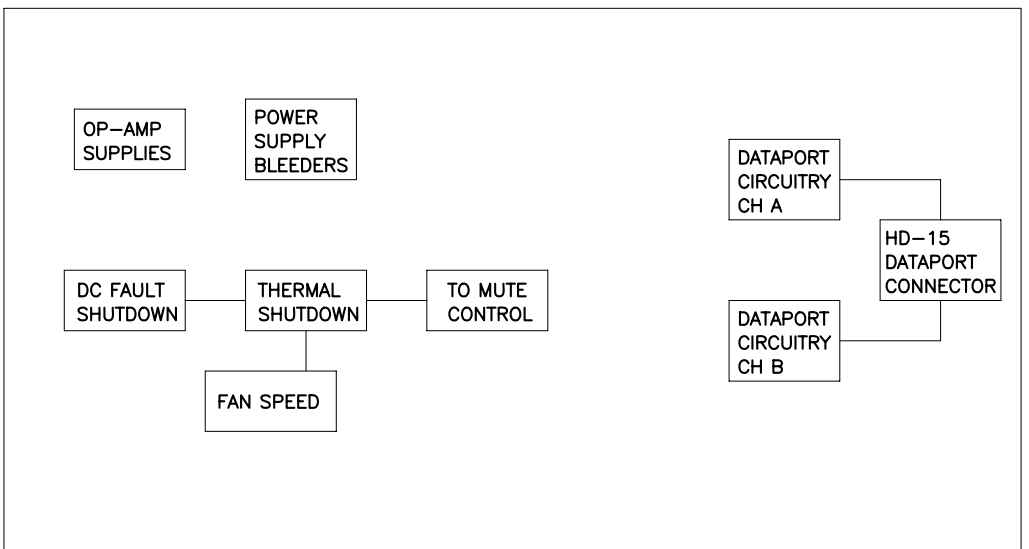 OP-AMP
SUPPLIES
POWER
SUPPLY
BLEEDERS
DATAPORT
CIRCUITRY
CH A
HD-15
DATAPORT
CONNECTOR
DC FAULT
SHUTDOWN
THERMAL
SHUTDOWN
TO MUTE
CONTROL
DATAPORT
CIRCUITRY
CH B
FAN SPEED